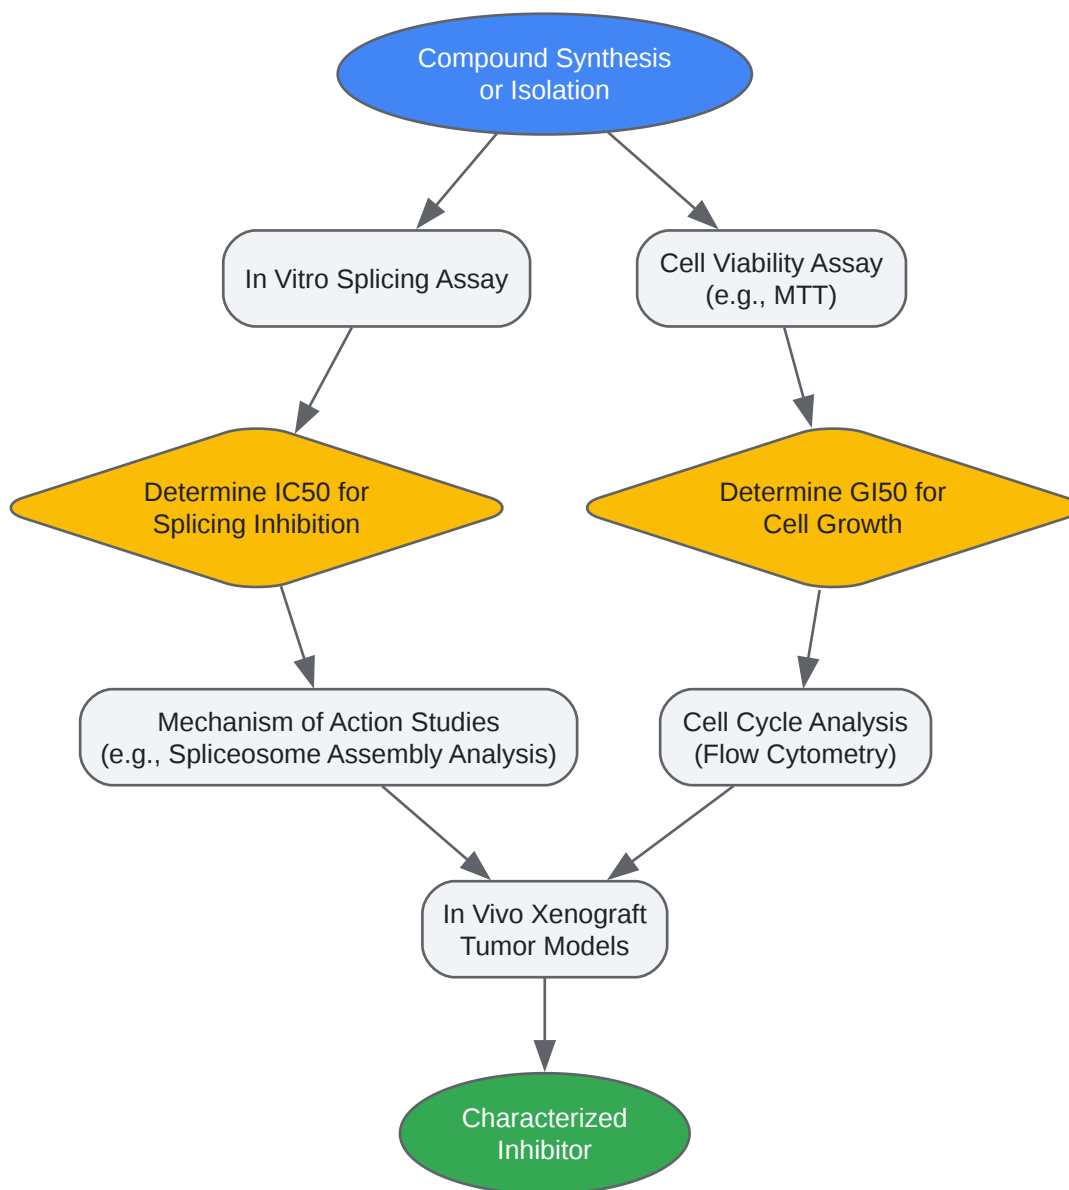 Compound Synthesis
or Isolation
In Vitro Splicing Assay
Cell Viability Assay
(e.g., MTT)
Determine IC50 for
Splicing Inhibition
Determine GI50 for
Cell Growth
Mechanism of Action Studies
(e.g., Spliceosome Assembly Analysis)
Cell Cycle Analysis
(Flow Cytometry)
In Vivo Xenograft
Tumor Models
Characterized
Inhibitor